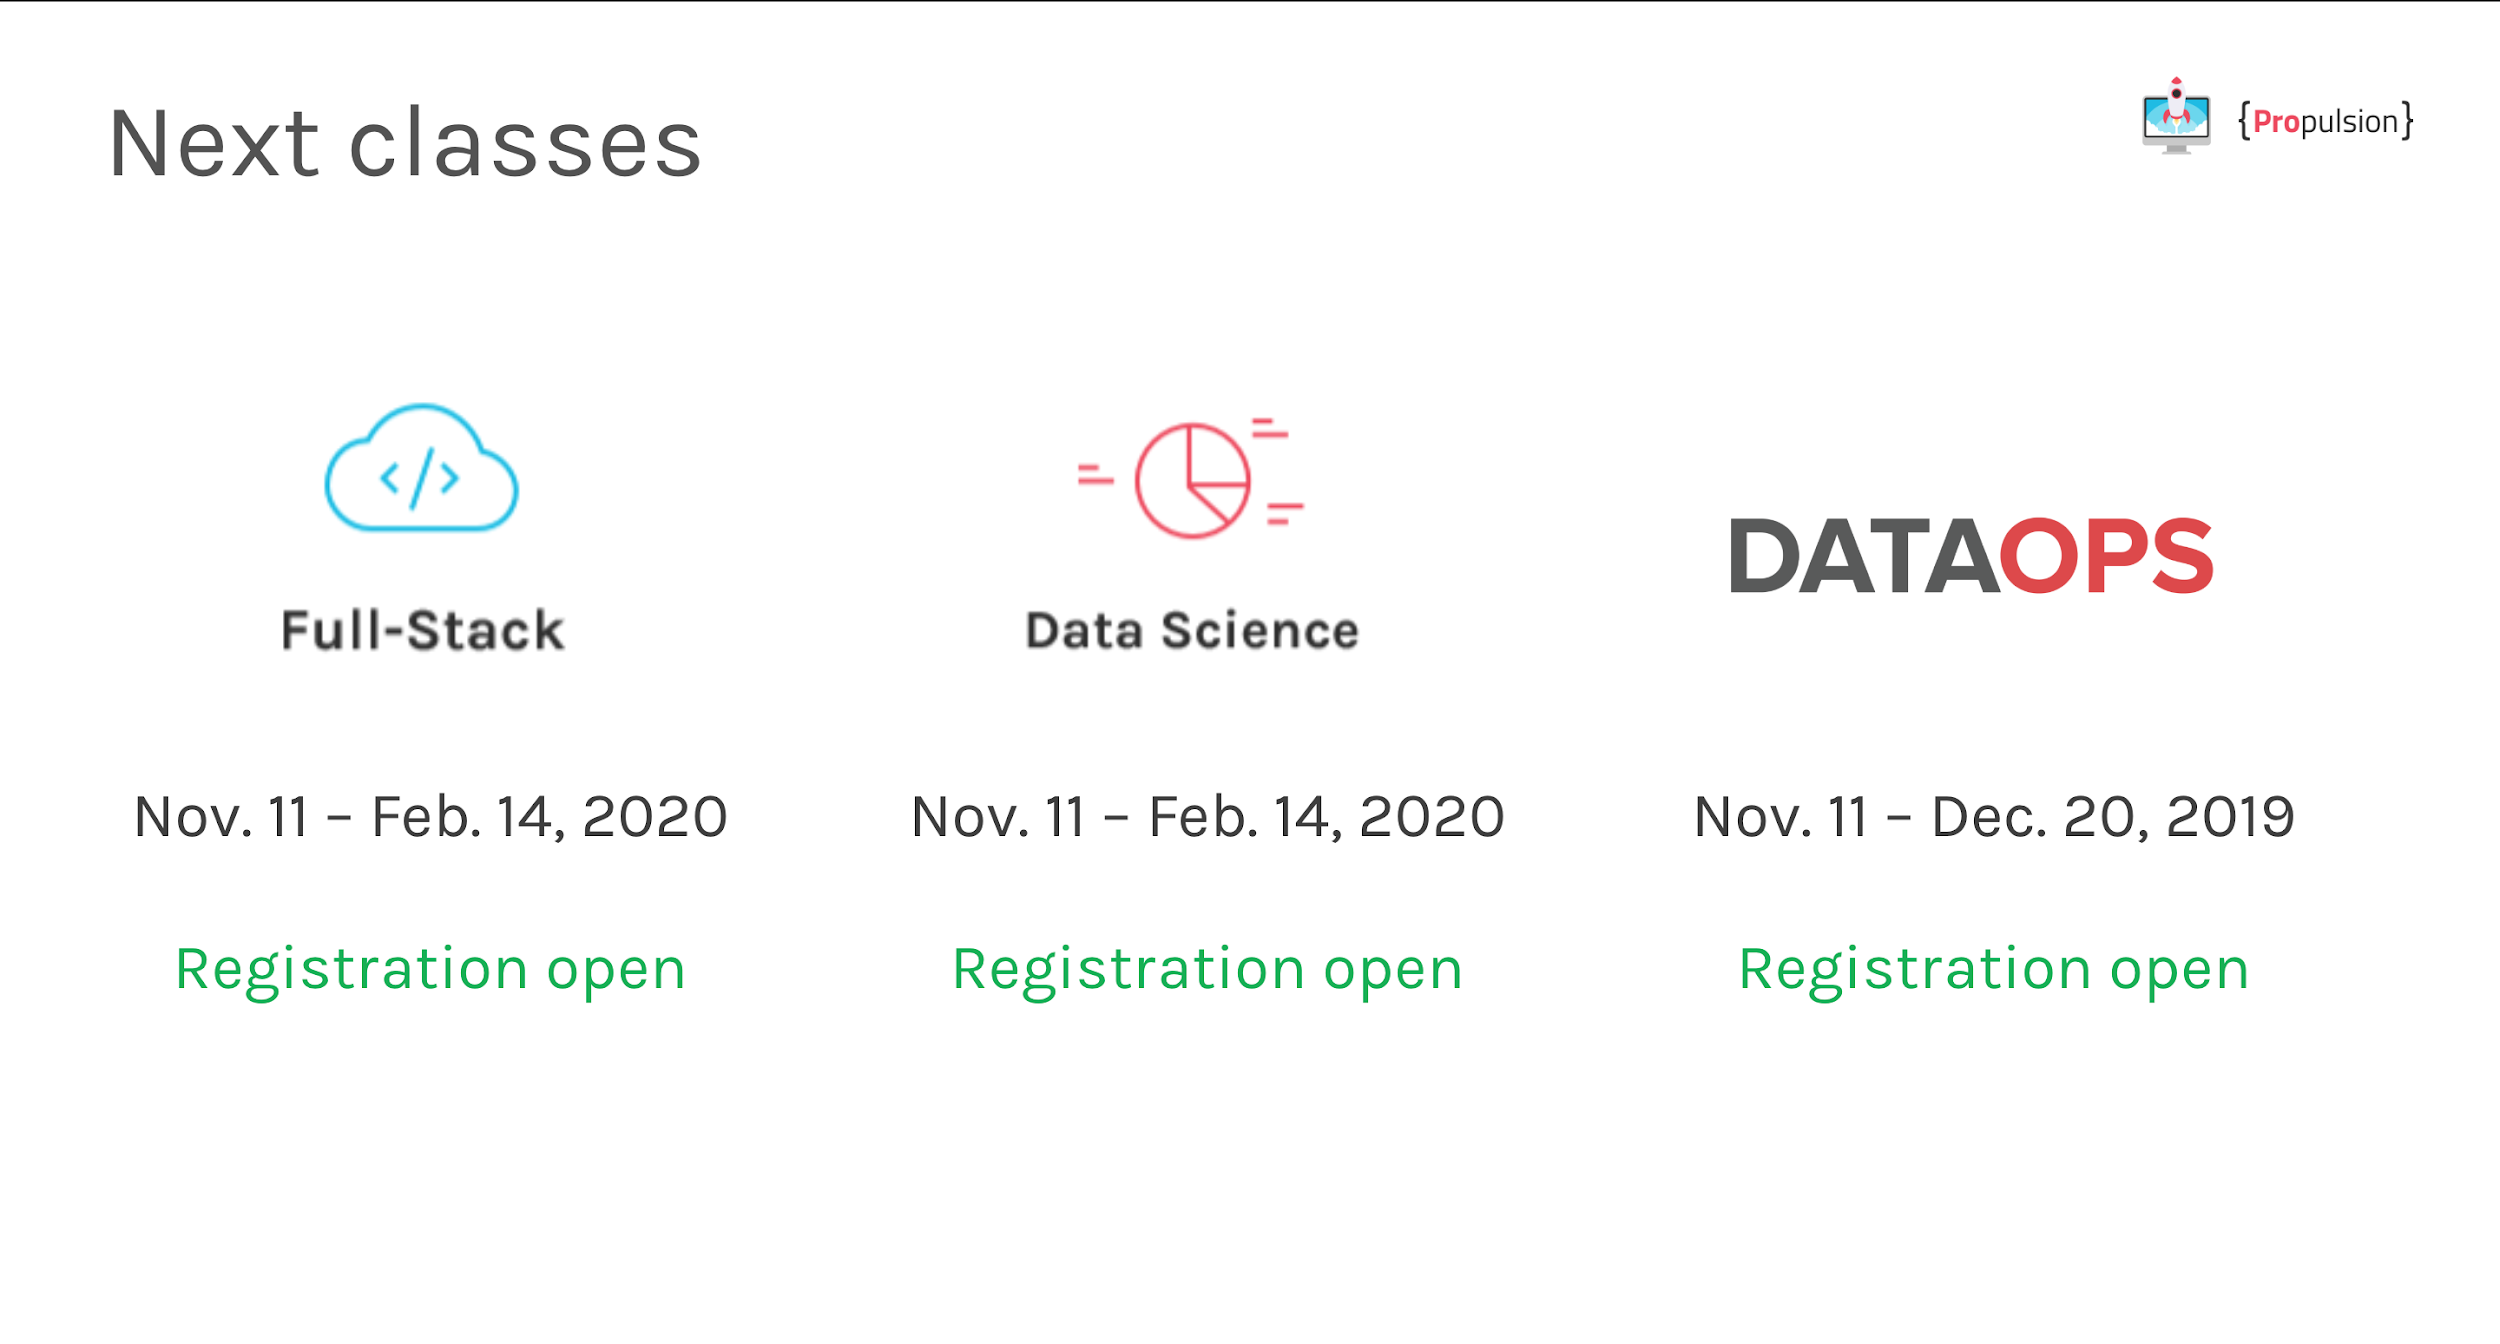 Next classes
{Propulsion}
</>
Full-Stack
Data Science
DATAOPS
Nov. 11 – Feb. 14, 2020
Nov. 11 – Feb. 14, 2020
Nov. 11 – Dec. 20, 2019
Registration open
Registration open
Registration open